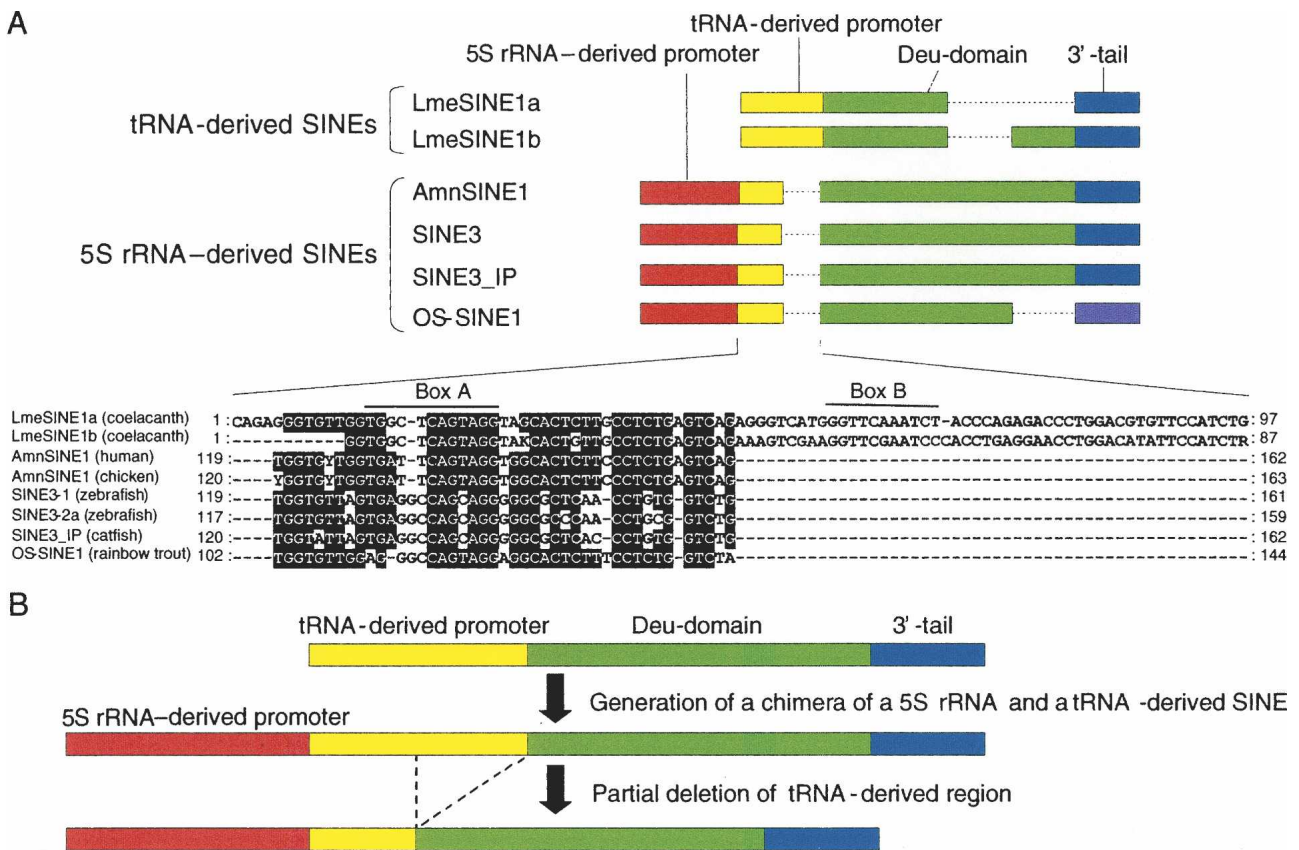 A
tRNA-derived promoter
5S rRNA–derived promoter
Deu-domain
3'-tail
tRNA-derived SINEs
LmeSINE1a
LmeSINE1b
5S rRNA–derived SINEs
AmnSINE1
SINE3
SINE3_IP
OS-SINE1
Box A
Box B
LmeSINE1a (coelacanth) 1 : CAGAGGGTGTTGGTGGC-TCAGTAGGTAGCACTCTTGCCTCTGAGTCAGAGGGTCATGGGTTCAAATCT-ACCCAGAGACCCTGGACGTGTTCCATCTG : 97
LmeSINE1b (coelacanth) 1 : -----------GGTGGC-TCAGTAGGTAKCACTGTTGCCTCTGAGTCAGAAAGTCGAAGGTTCGAATCCCACCTGAGGAACCTGGACATATTCCATCTR : 87
AmnSINE1 (human) 119 : ----TGGTGYTGGTGAT-TCAGTAGGTGGCACTCTTCCCTCTGAGTCAG-------------------------------------------------- : 162
AmnSINE1 (chicken) 120 : ----YGGTGYTGGTGAT-TCAGTAGGTGGCACTCTTCCCTCTGAGTCAG-------------------------------------------------- : 163
SINE3-1 (zebrafish) 119 : ----TGGTGTTAGTGAGGCCAGCAGGGGGCGCTCAA-CCTGTG-GTCTG-------------------------------------------------- : 161
SINE3-2a (zebrafish) 117 : ----TGGTGTTAGTGAGGCCAGCAGGGGGCGCCCAA-CCTGCG-GTCTG-------------------------------------------------- : 159
SINE3_IP (catfish) 120 : ----TGGTATTAGTGAGGCCAGCAGGGGGCGCTCAC-CCTGTG-GTCTG-------------------------------------------------- : 162
OS-SINE1 (rainbow trout) 102 : ----TGGTGTTGGAG-GGCCAGTAGGAGGCACTCTTTCCTCTG-GTCTA-------------------------------------------------- : 144
B
tRNA-derived promoter
Deu-domain
3'-tail
Generation of a chimera of a 5S rRNA and a tRNA -derived SINE
5S rRNA–derived promoter
Partial deletion of tRNA-derived region